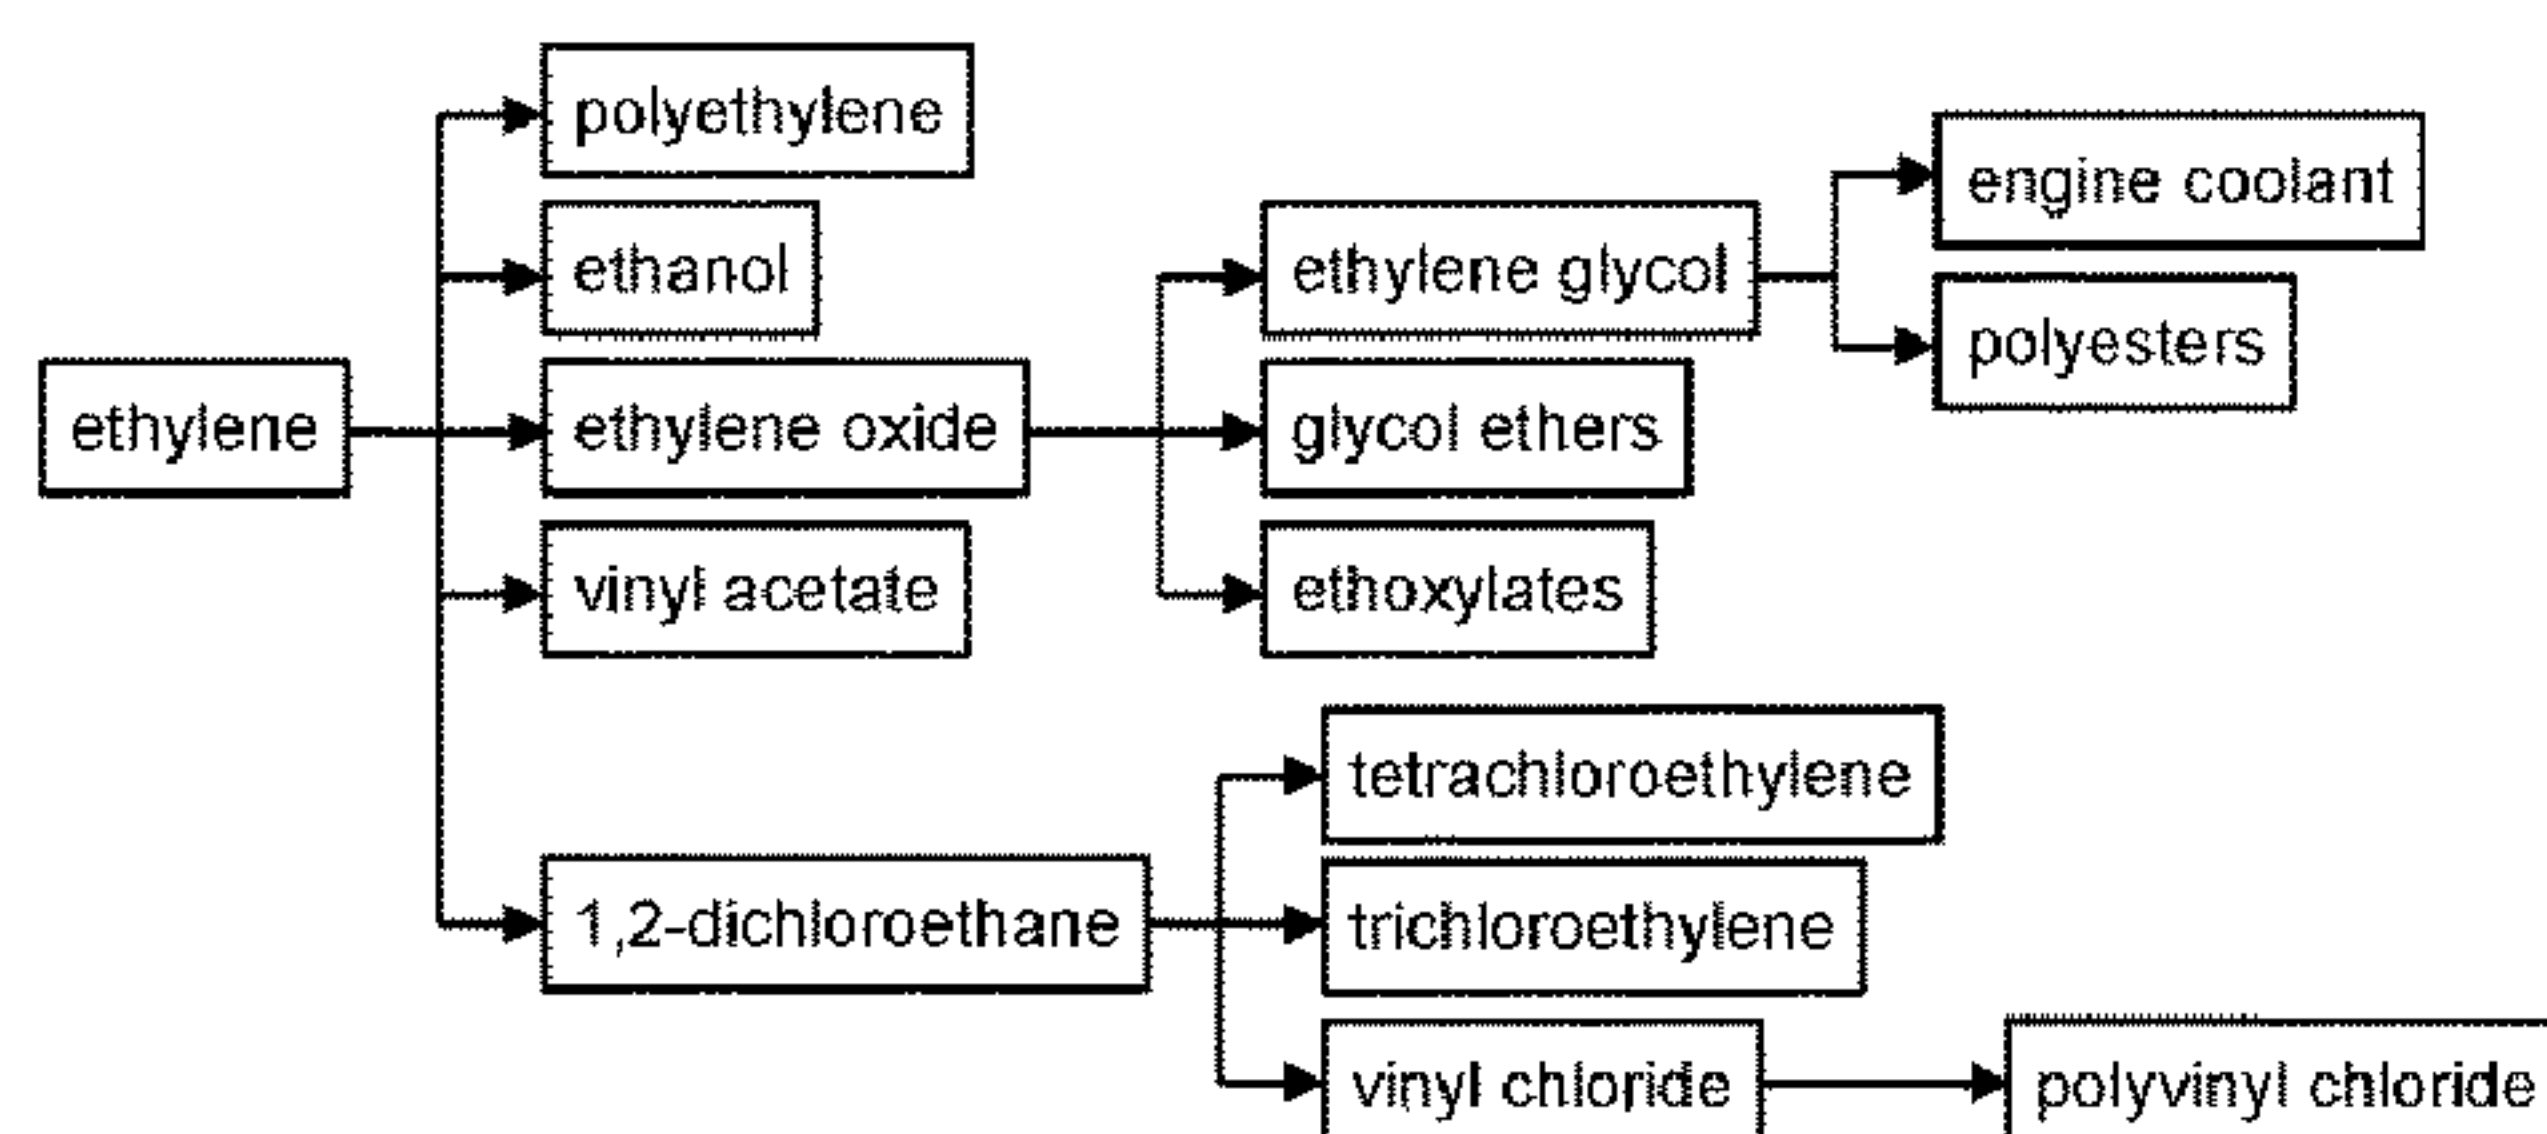 polyethylene
engine coolant
ethanol
ethylene glycol
polyesters
ethylene
ethylene oxide
glycol ethers
vinyl acetate
ethoxylates
tetrachloroethylene
1,2-dichloroethane
trichloroethylene
vinyl chloride
polyvinyl chloride